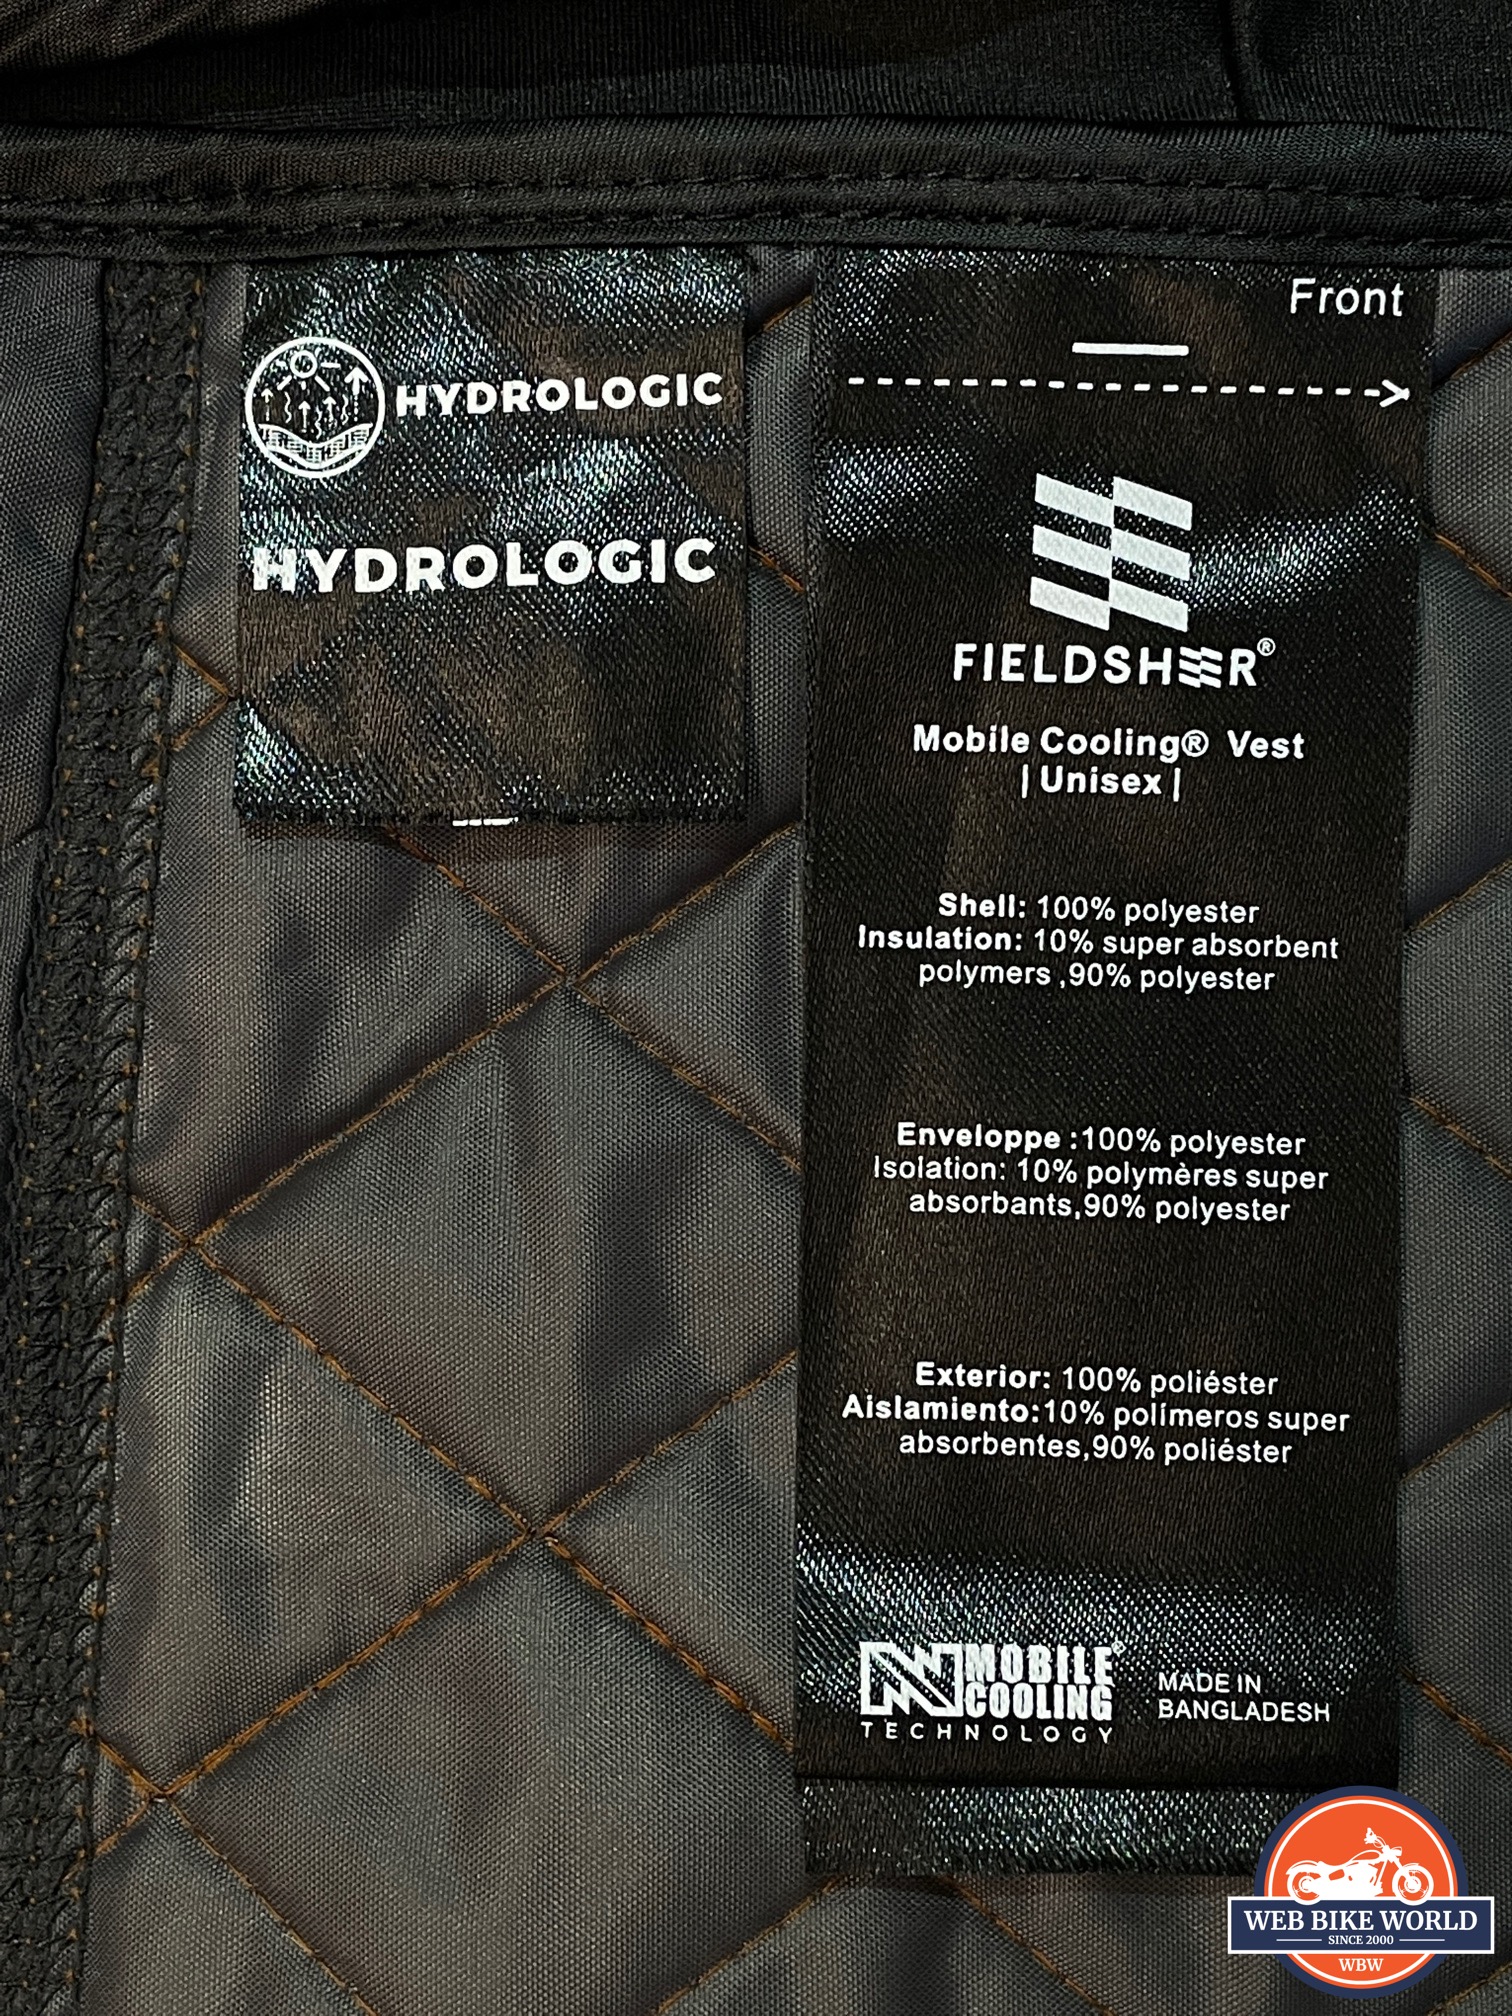 HYDROLOGIC
HYDROLOGIC
Front
FIELDSHEER®
Mobile Cooling® Vest
| Unisex |
Shell: 100% polyester
Insulation: 10% super absorbent
polymers ,90% polyester
Enveloppe :100% polyester
Isolation: 10% polymères super
absorbants,90% polyester
Exterior: 100% poliéster
Aislamiento:10% polímeros super
absorbentes,90% poliéster
MOBILE®
COOLING
TECHNOLOGY
MADE IN
BANGLADESH
WEB BIKE WORLD
SINCE 2000
WBW